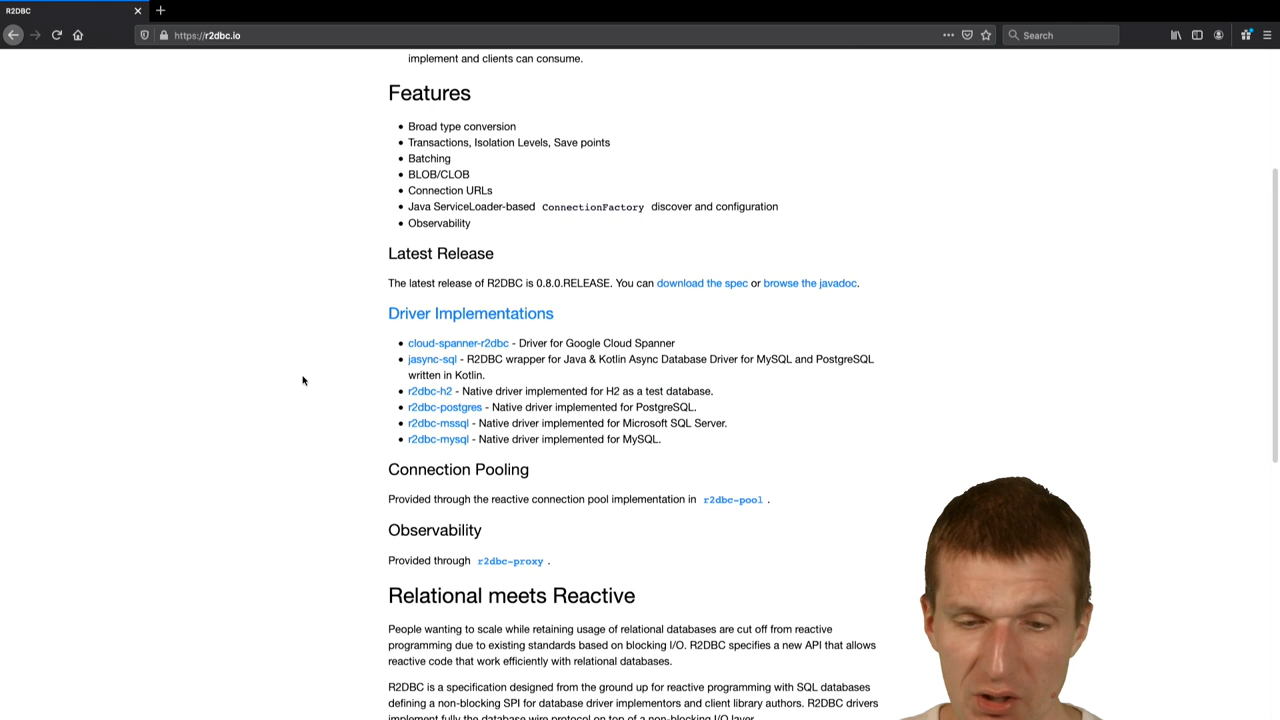 R2DBC
https://r2dbc.io
Search
implement and clients can consume.
Features
Broad type conversion
Transactions, Isolation Levels, Save points
Batching
BLOB/CLOB
Connection URLs
Java ServiceLoader-based ConnectionFactory discover and configuration
Observability
Latest Release
The latest release of R2DBC is 0.8.0.RELEASE. You can download the spec or browse the javadoc.
Driver Implementations
cloud-spanner-r2dbc - Driver for Google Cloud Spanner
jasync-sql - R2DBC wrapper for Java & Kotlin Async Database Driver for MySQL and PostgreSQL
written in Kotlin.
r2dbc-h2 - Native driver implemented for H2 as a test database.
r2dbc-postgres - Native driver implemented for PostgreSQL.
r2dbc-mssql - Native driver implemented for Microsoft SQL Server.
r2dbc-mysql - Native driver implemented for MySQL.
Connection Pooling
Provided through the reactive connection pool implementation in r2dbc-pool .
Observability
Provided through r2dbc-proxy .
Relational meets Reactive
People wanting to scale while retaining usage of relational databases are cut off from reactive
programming due to existing standards based on blocking I/O. R2DBC specifies a new API that allows
reactive code that work efficiently with relational databases.
R2DBC is a specification designed from the ground up for reactive programming with SQL databases
defining a non-blocking SPI for database driver implementors and client library authors. R2DBC drivers
implement fully the database wire protocol on top of a non-blocking I/O layer.